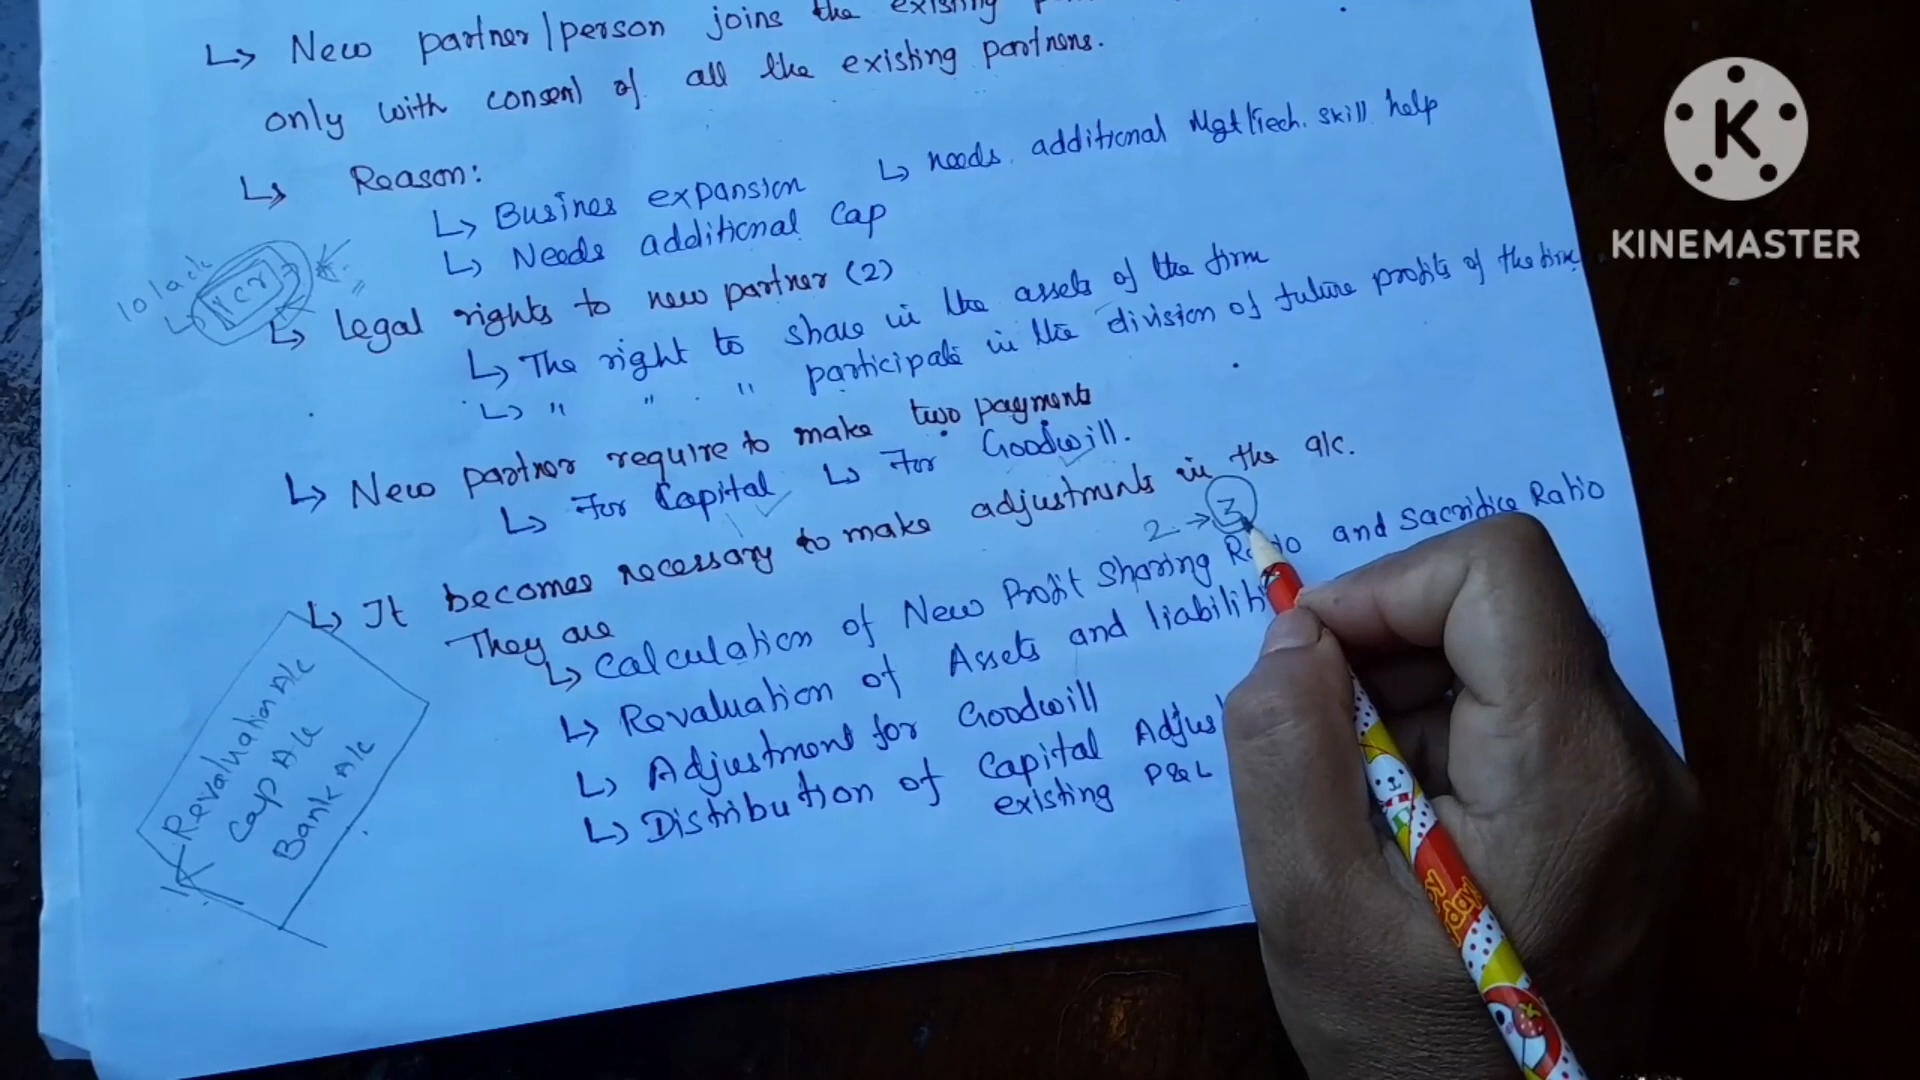 ↳ New partner/person joins the existing
only with consent of all the existing partners.
↳ Reason:
↳ Busines expansion ↳ needs additional Mgt/Tech. skill help
↳ Needs additional cap
10 lack
1 cr
↳ Legal rights to new partner (2)
↳ The right to share in the assets of the firm
↳ " " " participate in the division of future profits of the firm
↳ New partner require to make two payments
↳ For Capital ↳ For Goodwill.
↳ It becomes necessary to make adjustments in the a/c.
2 → 3
They are
↳ Calculation of New Profit Sharing Ratio and Sacrifice Ratio
↳ Revaluation of Assets and
↳ Adjustment for Goodwill
↳ Distribution of Capital
existing P&L
Revaluation A/c
Cap A/c
Bank A/c
K
KINEMASTER